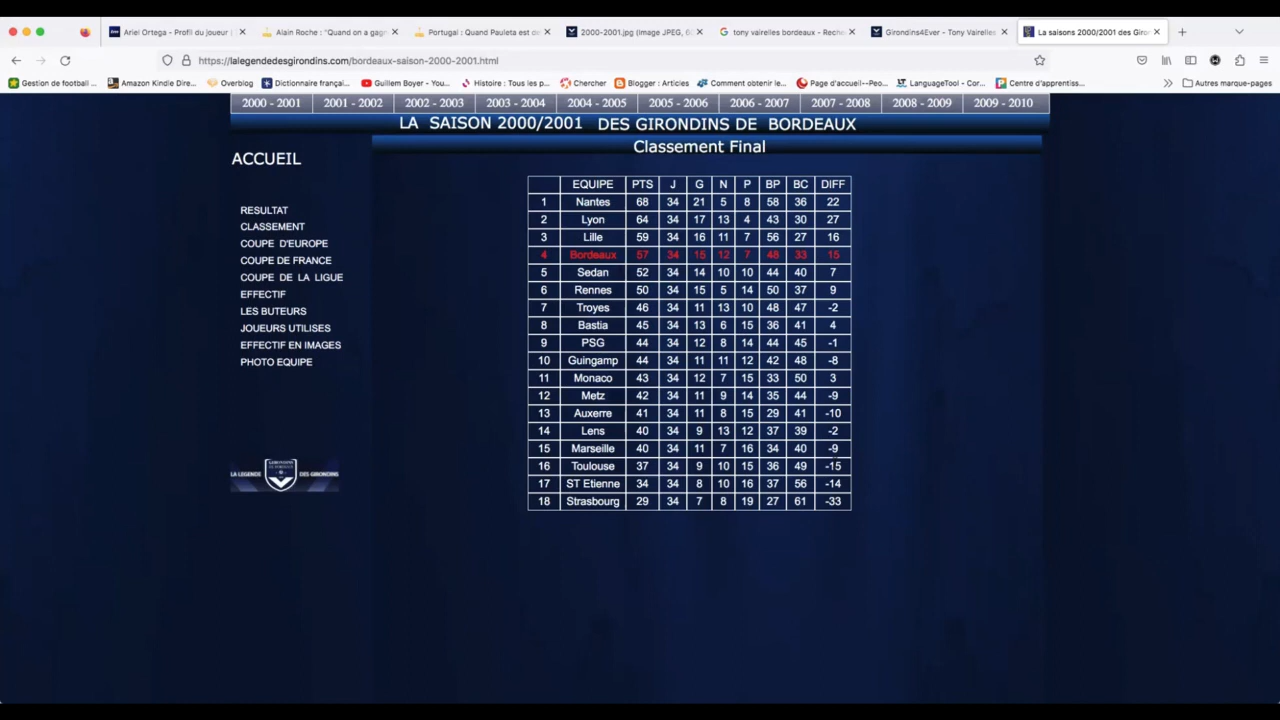 Ariel Ortega - Profil du joueur |
Alain Roche : "Quand on a gagn
Portugal : Quand Pauleta est de
2000-2001.jpg (Image JPEG, 60
tony vairelles bordeaux - Reche
Girondins4Ever - Tony Vairelles
La saisons 2000/2001 des Giron
https://lalegendedesgirondins.com/bordeaux-saison-2000-2001.html
Gestion de football ...
Amazon Kindle Dire...
Overblog
Dictionnaire françai...
Guillem Boyer - You...
Histoire : Tous les p...
Chercher
Blogger : Articles
Comment obtenir le...
Page d'accueil--Peo...
LanguageTool - Cor...
Centre d'apprentiss...
Autres marque-pages
2000 - 2001 2001 - 2002 2002 - 2003 2003 - 2004 2004 - 2005 2005 - 2006 2006 - 2007 2007 - 2008 2008 - 2009 2009 - 2010
LA SAISON 2000/2001 DES GIRONDINS DE BORDEAUX
Classement Final
ACCUEIL
RESULTAT
CLASSEMENT
COUPE D'EUROPE
COUPE DE FRANCE
COUPE DE LA LIGUE
EFFECTIF
LES BUTEURS
JOUEURS UTILISES
EFFECTIF EN IMAGES
PHOTO EQUIPE
LA LEGENDE DES GIRONDINS
EQUIPE PTS J G N P BP BC DIFF
1 Nantes 68 34 21 5 8 58 36 22
2 Lyon 64 34 17 13 4 43 30 27
3 Lille 59 34 16 11 7 56 27 16
4 Bordeaux 57 34 15 12 7 48 33 15
5 Sedan 52 34 14 10 10 44 40 7
6 Rennes 50 34 15 5 14 50 37 9
7 Troyes 46 34 11 13 10 48 47 -2
8 Bastia 45 34 13 6 15 36 41 4
9 PSG 44 34 12 8 14 44 45 -1
10 Guingamp 44 34 11 11 12 42 48 -8
11 Monaco 43 34 12 7 15 33 50 3
12 Metz 42 34 11 9 14 35 44 -9
13 Auxerre 41 34 11 8 15 29 41 -10
14 Lens 40 34 9 13 12 37 39 -2
15 Marseille 40 34 11 7 16 34 40 -9
16 Toulouse 37 34 9 10 15 36 49 -15
17 ST Etienne 34 34 8 10 16 37 56 -14
18 Strasbourg 29 34 7 8 19 27 61 -33